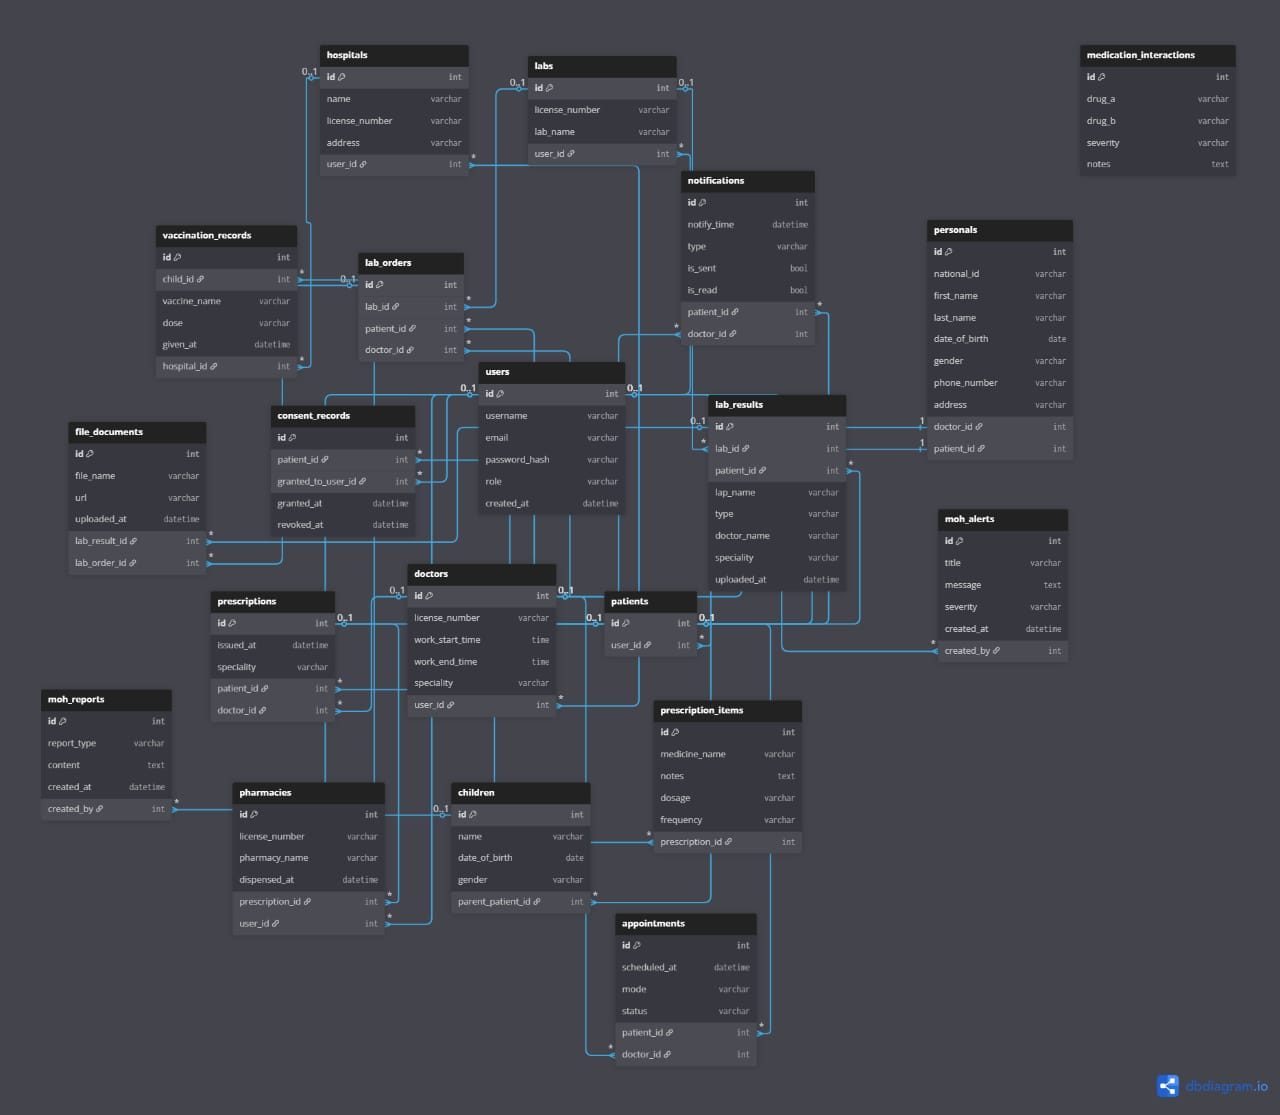 hospitals
id int
name varchar
license_number varchar
address varchar
user_id int
labs
id int
license_number varchar
lab_name varchar
user_id int
medication_interactions
id int
drug_a varchar
drug_b varchar
severity varchar
notes text
notifications
id int
notify_time datetime
type varchar
is_sent bool
is_read bool
patient_id int
doctor_id int
vaccination_records
id int
child_id int
vaccine_name varchar
dose varchar
given_at datetime
hospital_id int
lab_orders
id int
lab_id int
patient_id int
doctor_id int
personals
id int
national_id varchar
first_name varchar
last_name varchar
date_of_birth date
gender varchar
phone_number varchar
address varchar
doctor_id int
patient_id int
users
id int
username varchar
email varchar
password_hash varchar
role varchar
created_at datetime
lab_results
id int
lab_id int
patient_id int
lap_name varchar
type varchar
doctor_name varchar
speciality varchar
uploaded_at datetime
consent_records
id int
patient_id int
granted_to_user_id int
granted_at datetime
revoked_at datetime
file_documents
id int
file_name varchar
url varchar
uploaded_at datetime
lab_result_id int
lab_order_id int
moh_alerts
id int
title varchar
message text
severity varchar
created_at datetime
created_by int
doctors
id int
license_number varchar
work_start_time time
work_end_time time
speciality varchar
user_id int
prescriptions
id int
issued_at datetime
speciality varchar
patient_id int
doctor_id int
patients
id int
user_id int
moh_reports
id int
report_type varchar
content text
created_at datetime
created_by int
prescription_items
id int
medicine_name varchar
notes text
dosage varchar
frequency varchar
prescription_id int
pharmacies
id int
license_number varchar
pharmacy_name varchar
dispensed_at datetime
prescription_id int
user_id int
children
id int
name varchar
date_of_birth date
gender varchar
parent_patient_id int
appointments
id int
scheduled_at datetime
mode varchar
status varchar
patient_id int
doctor_id int
0..1
0..1
0..1
0..1
0..1
0..1
0..1
1
1
0..1
0..1
0..1
0..1
0..1
0..1
dbdiagram.io